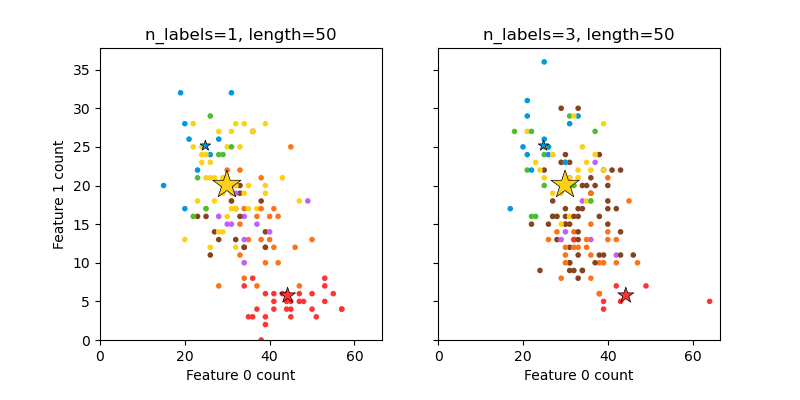 n_labels=1, length=50
n_labels=3, length=50
Feature 1 count
35
30
25
20
15
10
5
0
0 20 40 60
0 20 40 60
Feature 0 count
Feature 0 count